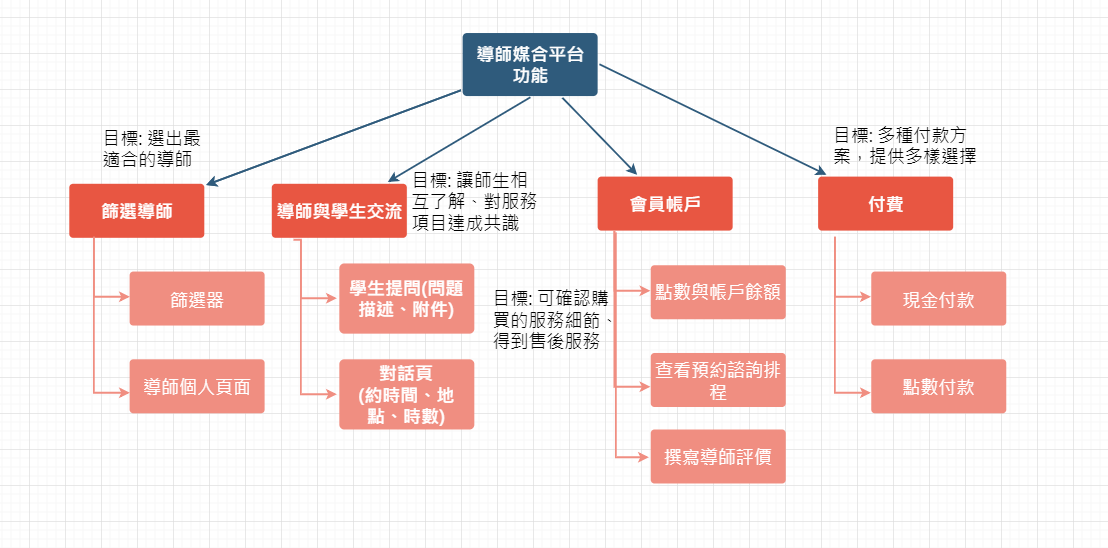 導師媒合平台
功能
目標: 選出最
適合的導師
目標: 多種付款方
案，提供多樣選擇
目標: 讓師生相
互了解、對服務
項目達成共識
篩選導師
導師與學生交流
會員帳戶
付費
篩選器
導師個人頁面
學生提問(問題
描述、附件)
對話頁
(約時間、地
點、時數)
目標: 可確認購
買的服務細節、
得到售後服務
點數與帳戶餘額
查看預約諮詢排
程
撰寫導師評價
現金付款
點數付款